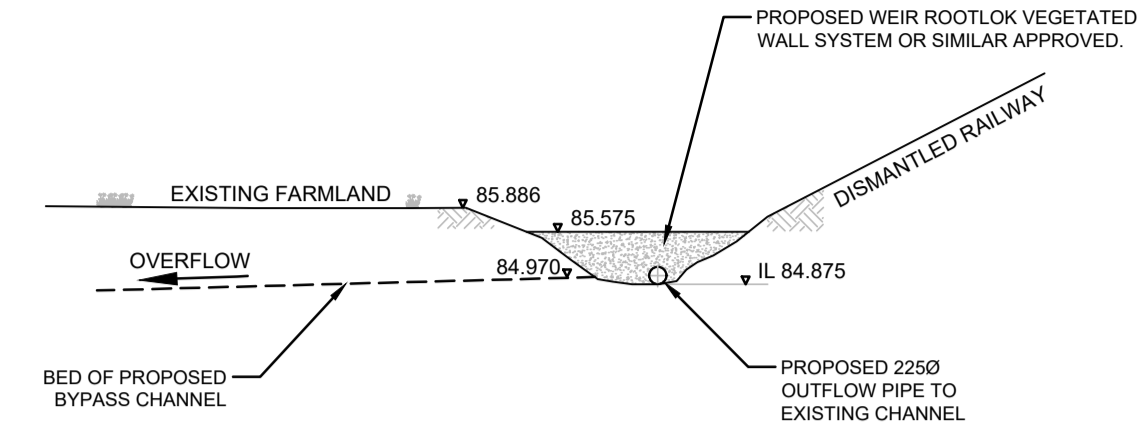 PROPOSED WEIR ROOTLOK VEGETATED
WALL SYSTEM OR SIMILAR APPROVED.
DISMANTLED RAILWAY
EXISTING FARMLAND
85.886
85.575
OVERFLOW
84.970
IL 84.875
BED OF PROPOSED
BYPASS CHANNEL
PROPOSED 225Ø
OUTFLOW PIPE TO
EXISTING CHANNEL